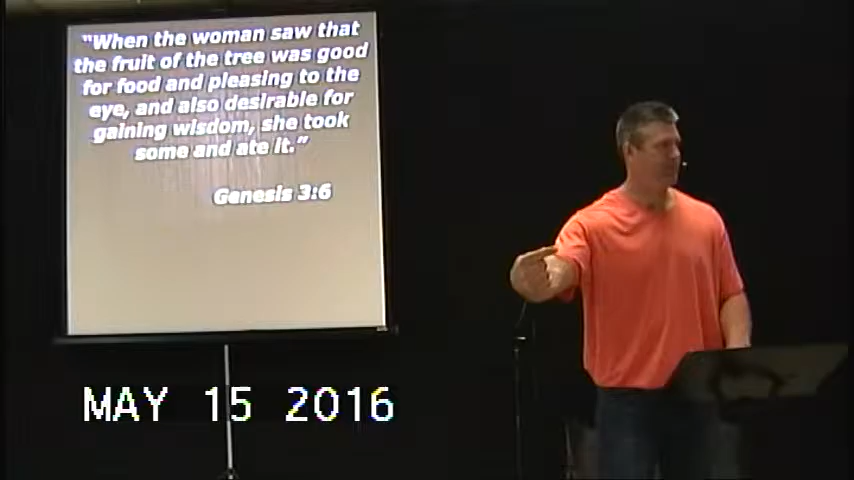 "When the woman saw that
the fruit of the tree was good
for food and pleasing to the
eye, and also desirable for
gaining wisdom, she took
some and ate it."
Genesis 3:6
MAY 15 2016